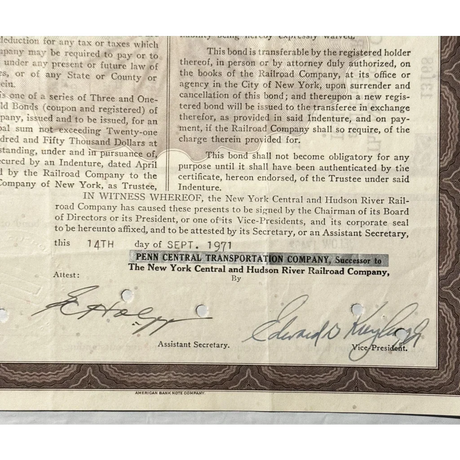 deduction for any tax or taxes which
mpany may be required to pay or to
under any present or future law of
es, or of any State or County or
erein.
is one of a series of Three and One-
ld Bonds (coupon and registered) of
mpany, issued and to be issued, for an
pal sum not exceeding Twenty-one
dred and Fifty Thousand Dollars at
tstanding, under and in pursuance of
ecured by an Indenture, dated April
ed by the Railroad Company to the
Company of New York, as Trustee,
liability being hereby expressly waived.
This bond is transferable by the registered holder
thereof, in person or by attorney duly authorized, on
the books of the Railroad Company, at its office or
agency in the City of New York, upon surrender and
cancellation of this bond; and thereupon a new regis-
tered bond will be issued to the transferee in exchange
therefor, as provided in said Indenture, and on pay-
ment, if the Railroad Company shall so require, of the
charge therein provided for.
This bond shall not become obligatory for any
purpose until it shall have been authenticated by the
certificate, hereon endorsed, of the Trustee under said
Indenture.
IN WITNESS WHEREOF, the New York Central and Hudson River Rail-
road Company has caused these presents to be signed by the Chairman of its Board
of Directors or its President, or one of its Vice-Presidents, and its corporate seal
to be hereunto affixed, and to be attested by its Secretary, or an Assistant Secretary,
this 14TH day of SEPT. 1971
PENN CENTRAL TRANSPORTATION COMPANY, Successor to
The New York Central and Hudson River Railroad Company,
Attest: By
Edward D
Assistant Secretary. Vice-President.
AMERICAN BANK NOTE COMPANY.